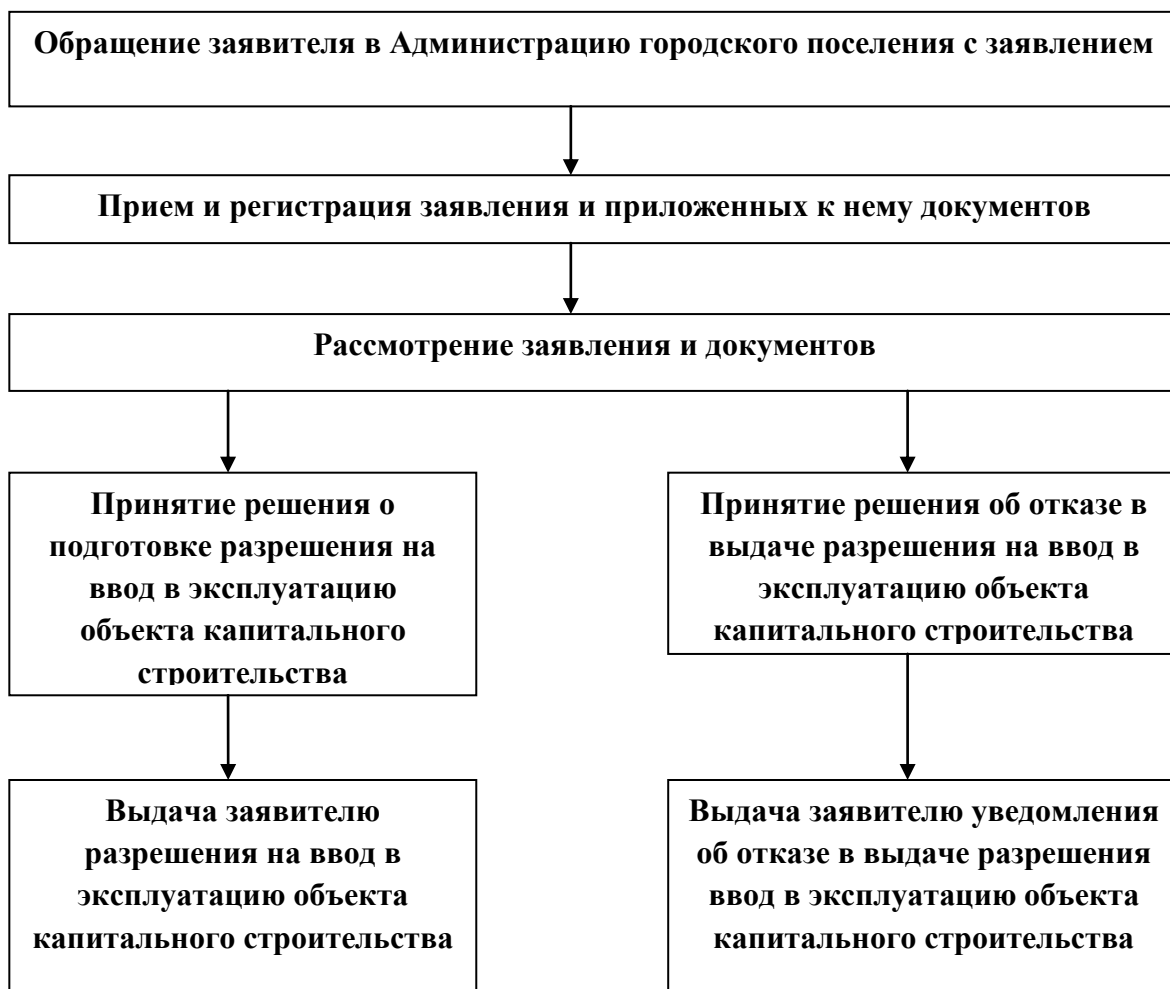 Обращение заявителя в Администрацию городского поселения с заявлением
Прием и регистрация заявления и приложенных к нему документов
Рассмотрение заявления и документов
Принятие решения о
подготовке разрешения на
ввод в эксплуатацию
объекта капитального
строительства
Принятие решения об отказе в
выдаче разрешения на ввод в
эксплуатацию объекта
капитального строительства
Выдача заявителю
разрешения на ввод в
эксплуатацию объекта
капитального строительства
Выдача заявителю уведомления
об отказе в выдаче разрешения
ввод в эксплуатацию объекта
капитального строительства